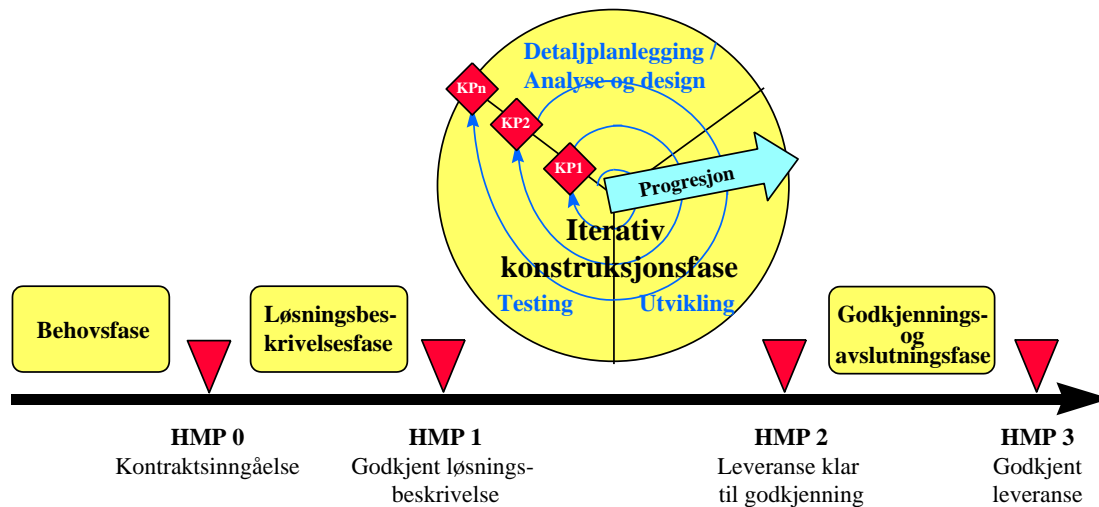 Detaljplanlegging /
Analyse og design
KPn
KP2
KP1
Progresjon
Iterativ
konstruksjonsfase
Testing
Utvikling
Behovsfase
Løsningsbes-
krivelsesfase
Godkjennings-
og
avslutningsfase
HMP 0
Kontraktsinngåelse
HMP 1
Godkjent løsnings-
beskrivelse
HMP 2
Leveranse klar
til godkjenning
HMP 3
Godkjent
leveranse